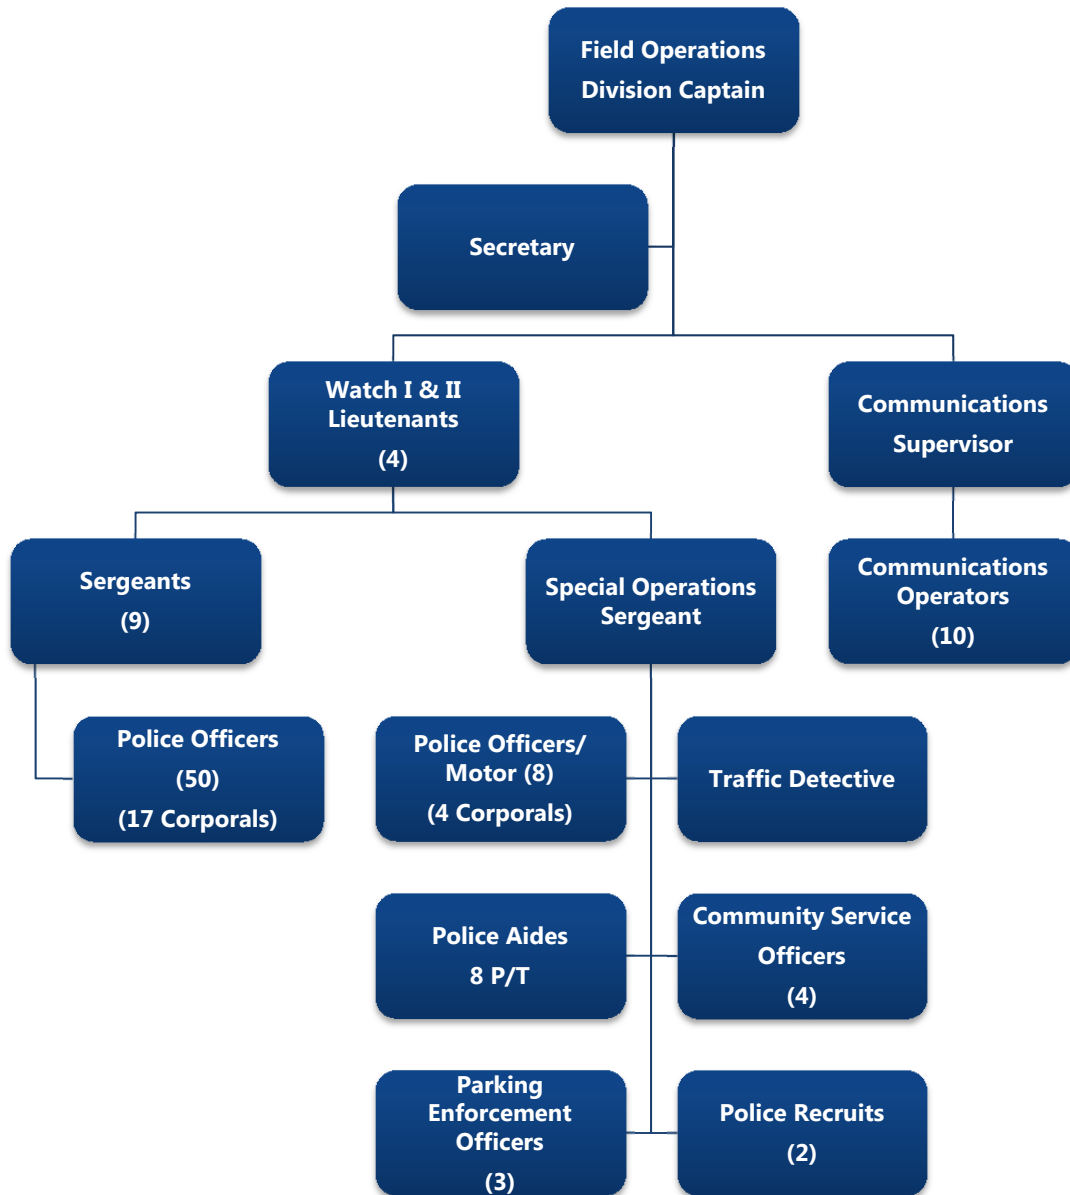 Field Operations
Division Captain
Secretary
Watch I & II
Lieutenants
(4)
Communications
Supervisor
Sergeants
(9)
Special Operations
Sergeant
Communications
Operators
(10)
Police Officers
(50)
(17 Corporals)
Police Officers/
Motor (8)
(4 Corporals)
Traffic Detective
Police Aides
8 P/T
Community Service
Officers
(4)
Parking
Enforcement
Officers
(3)
Police Recruits
(2)